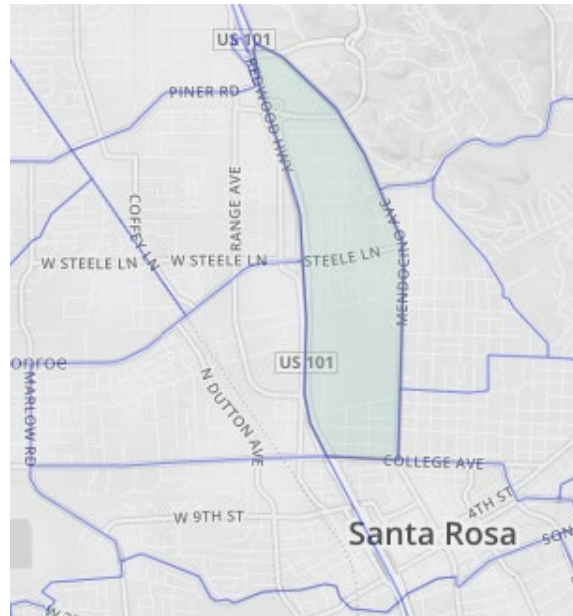 US 101
PINER RD
REDWOOD HWY
COFFEY LN
RANGE AVE
MENDOCINO AVE
W STEELE LN
W STEELE LN
STEELE LN
onroe
US 101
MARLOW RD
N DUTTON AVE
COLLEGE AVE
4TH ST
W 9TH ST
Santa Rosa
SON